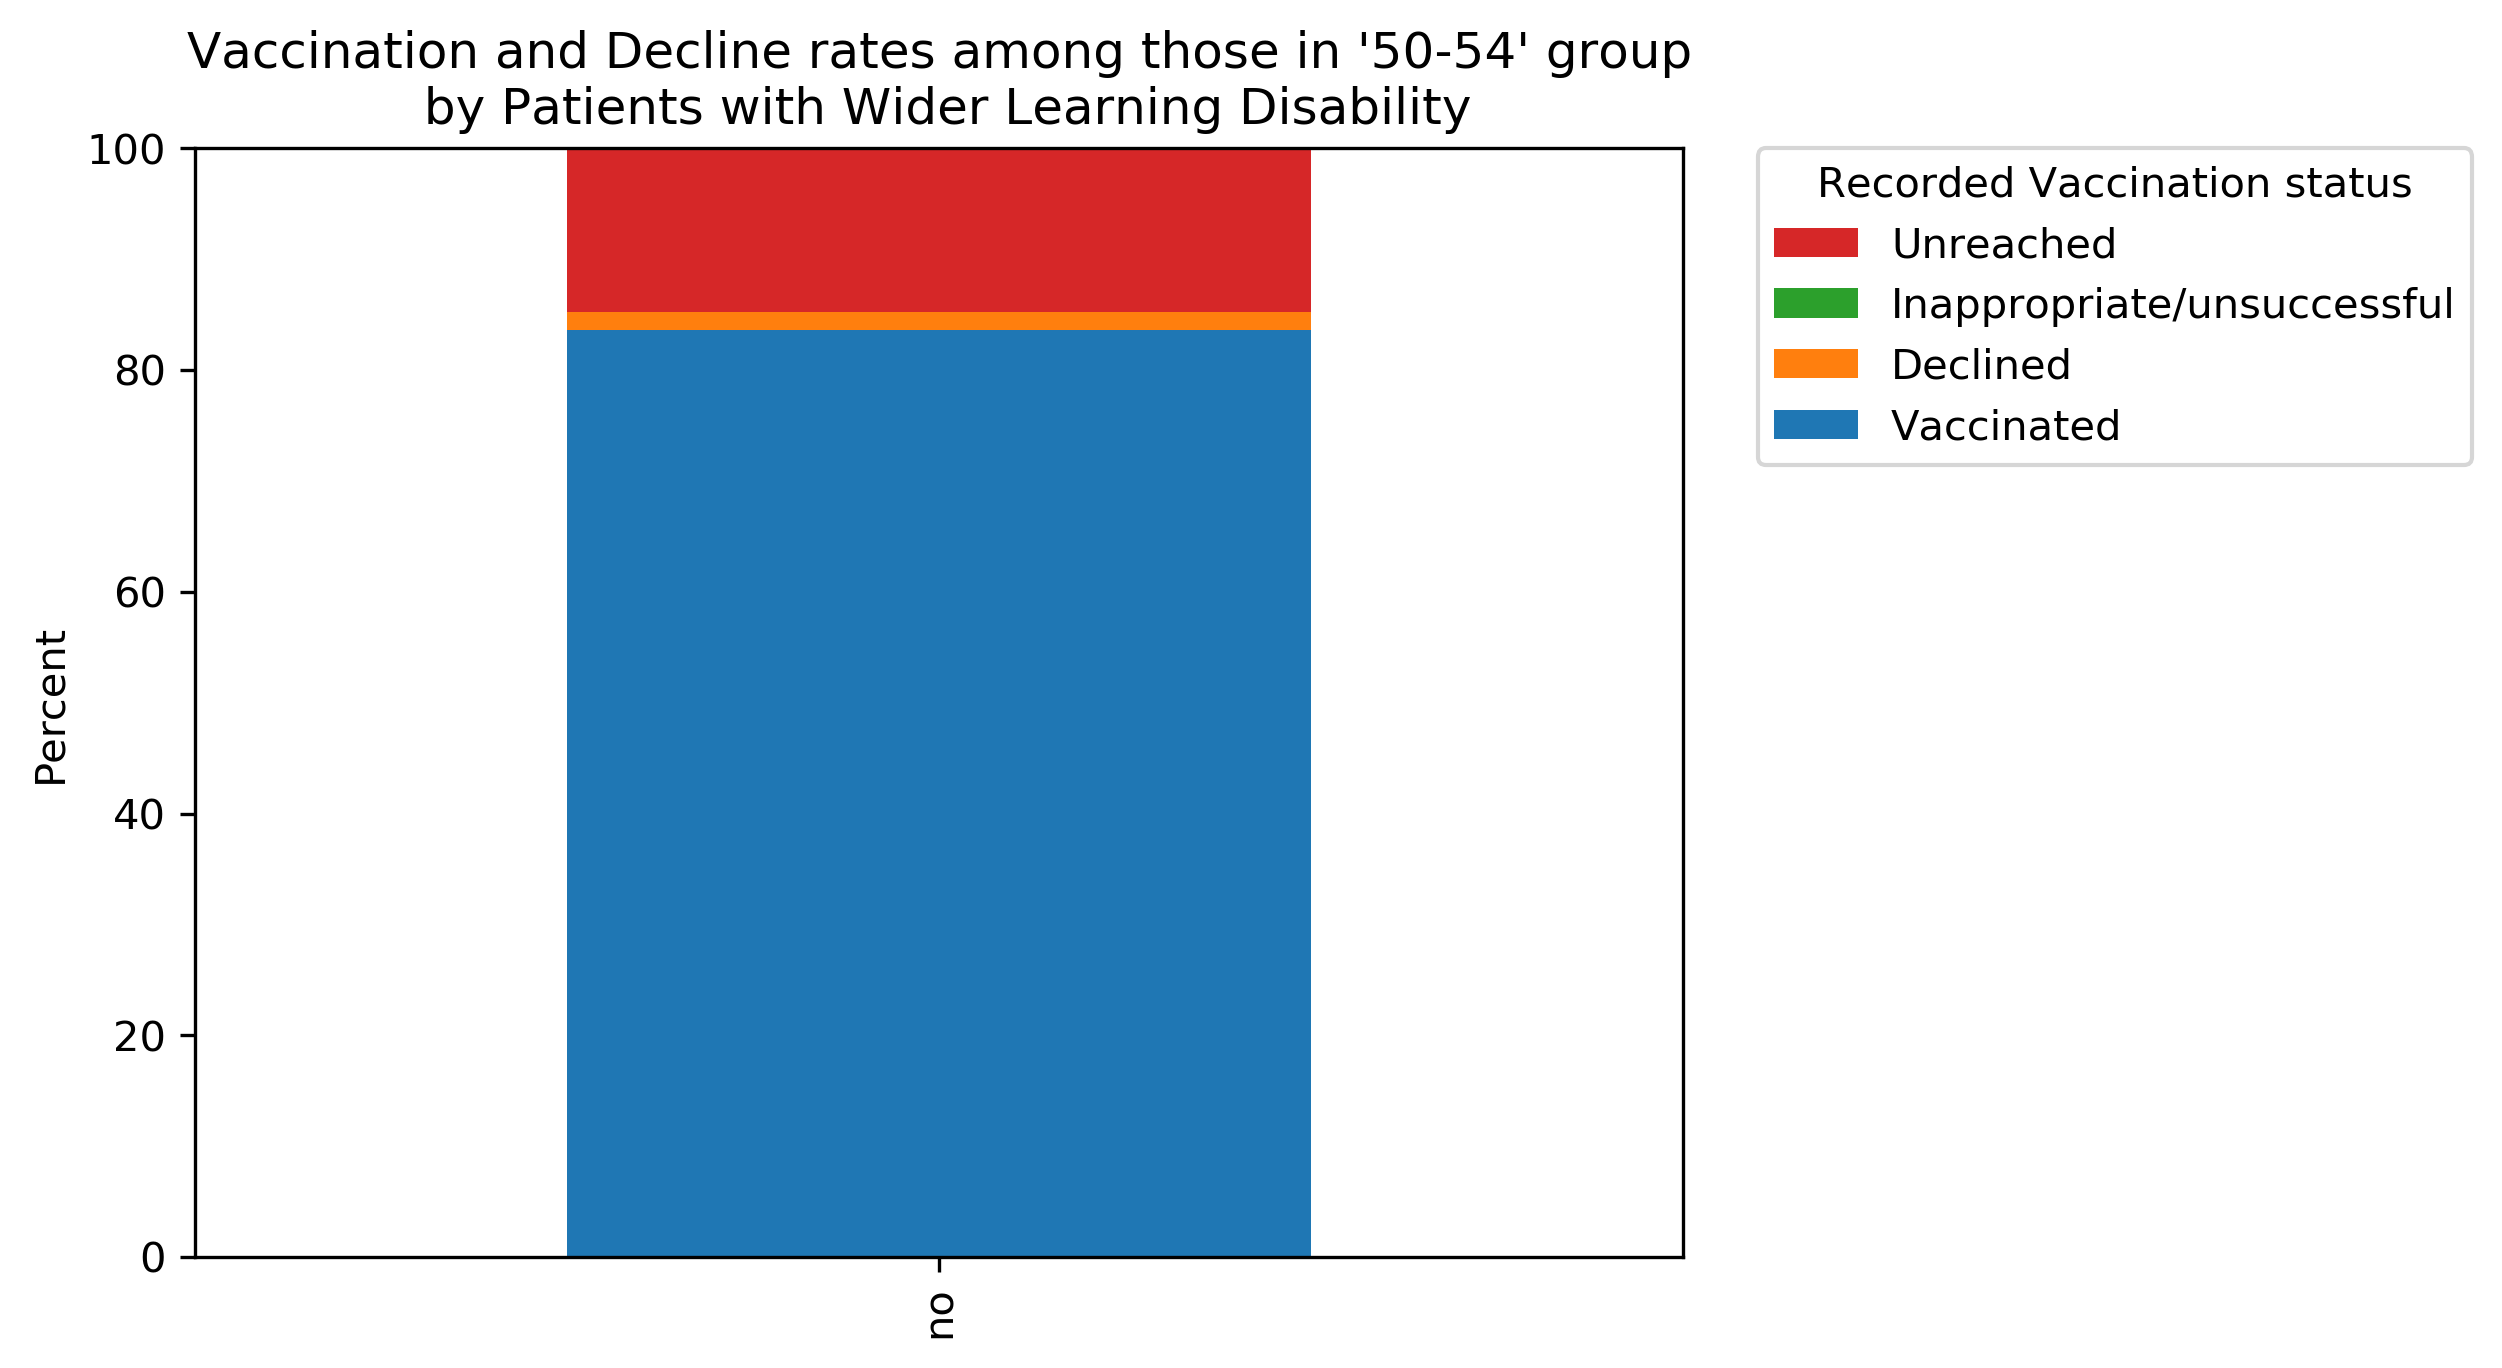 Vaccination and Decline rates among those in '50-54' group
by Patients with Wider Learning Disability
100
80
60
40
20
0
Percent
no
Recorded Vaccination status
Unreached
Inappropriate/unsuccessful
Declined
Vaccinated